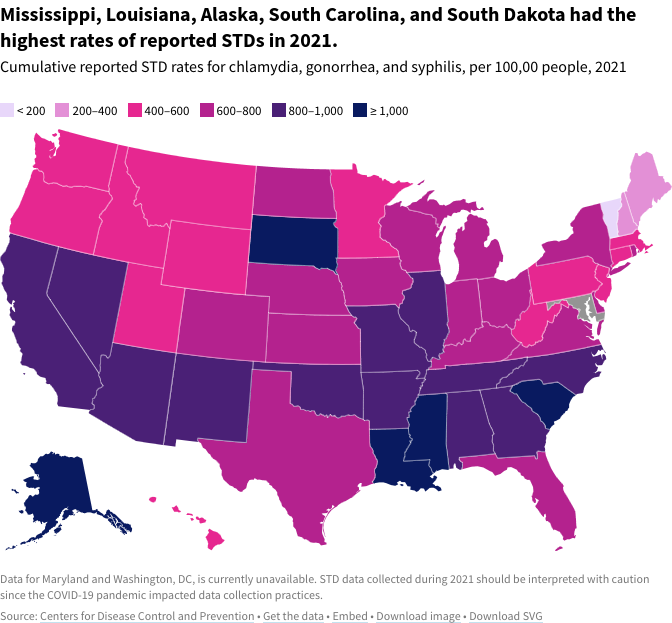 Mississippi, Louisiana, Alaska, South Carolina, and South Dakota had the
highest rates of reported STDs in 2021.
Cumulative reported STD rates for chlamydia, gonorrhea, and syphilis, per 100,00 people, 2021
< 200 200–400 400–600 600–800 800–1,000 ≥ 1,000
Data for Maryland and Washington, DC, is currently unavailable. STD data collected during 2021 should be interpreted with caution
since the COVID-19 pandemic impacted data collection practices.
Source: Centers for Disease Control and Prevention • Get the data • Embed • Download image • Download SVG